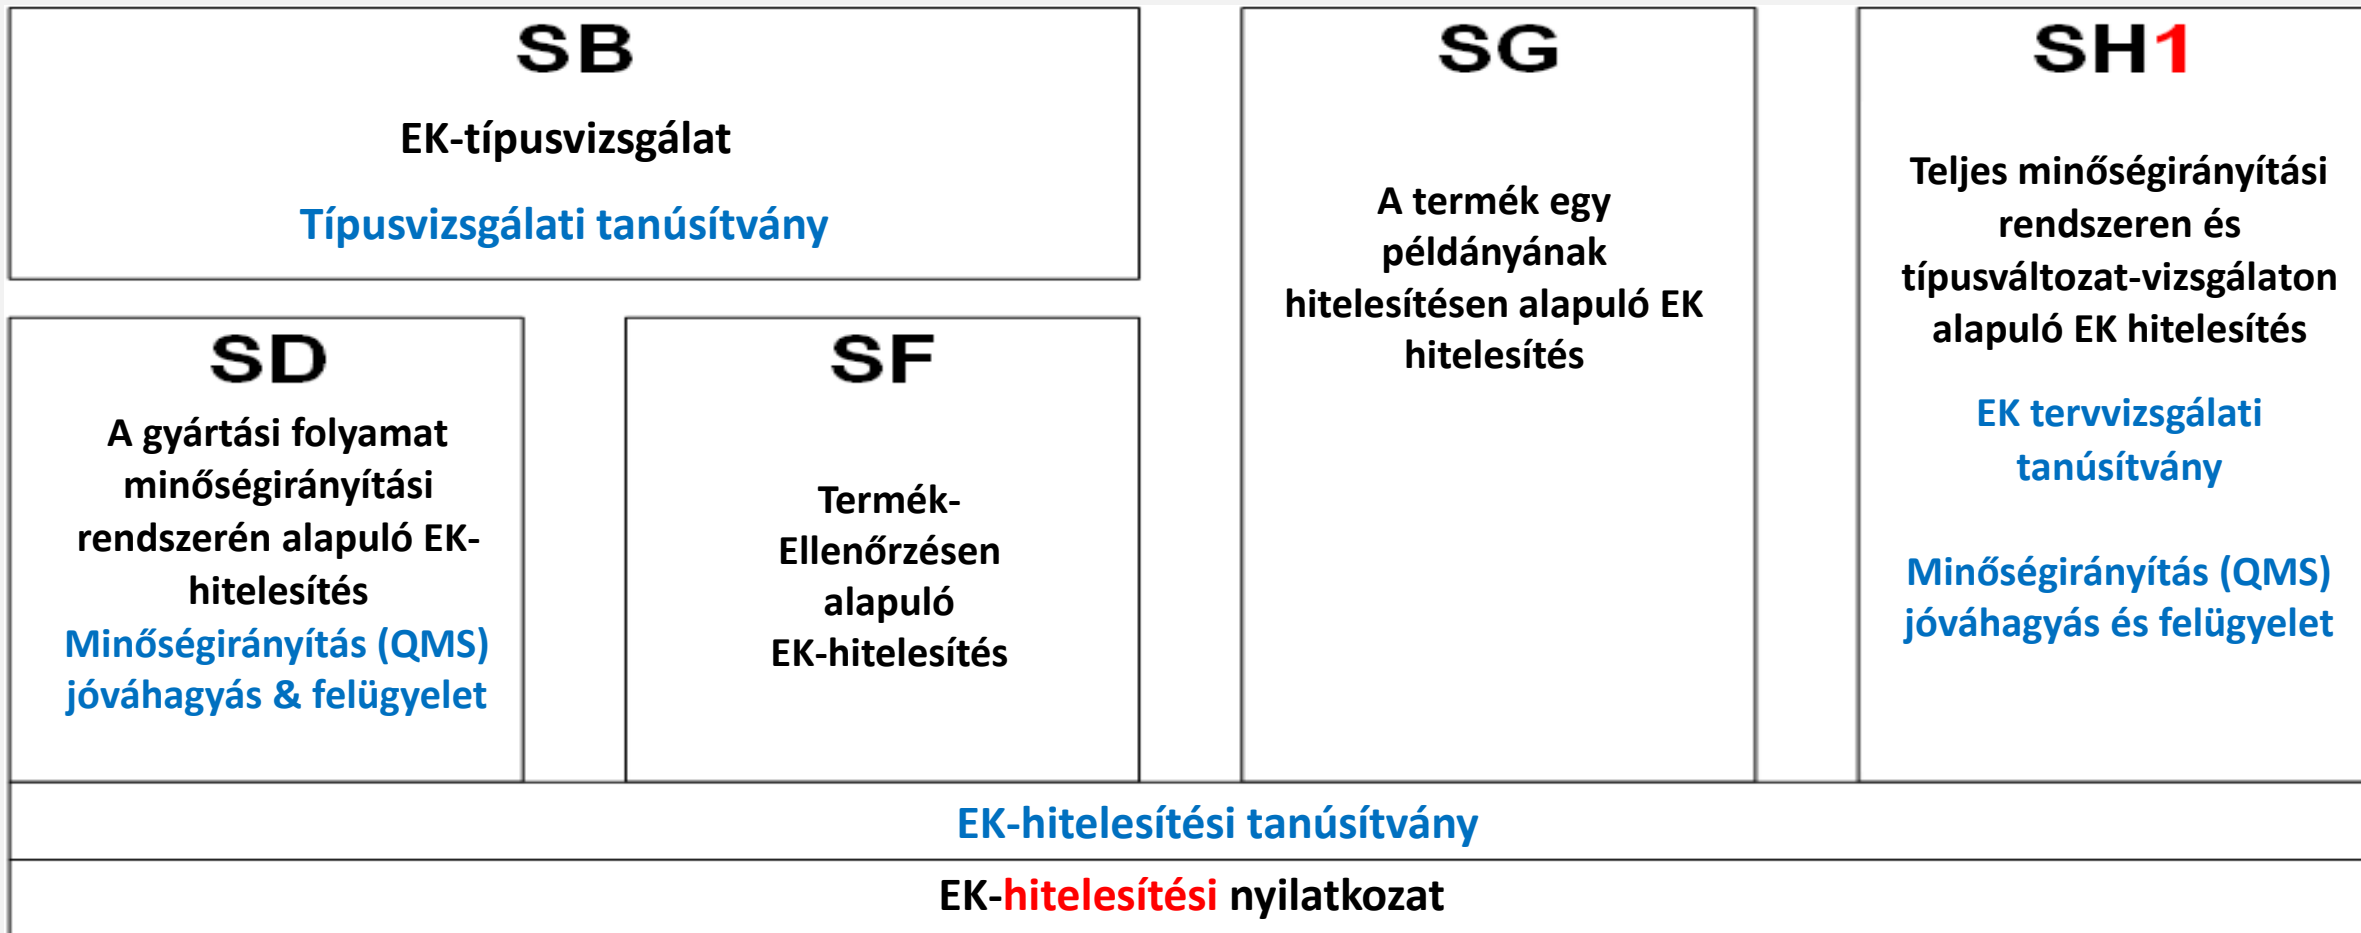 SB
EK-típusvizsgálat
Típusvizsgálati tanúsítvány
SD
A gyártási folyamat
minőségirányítási
rendszerén alapuló EK-
hitelesítés
Minőségirányítás (QMS)
jóváhagyás & felügyelet
SF
Termék-
Ellenőrzésen
alapuló
EK-hitelesítés
SG
A termék egy
példányának
hitelesítésen alapuló EK
hitelesítés
SH1
Teljes minőségirányítási
rendszeren és
típusváltozat-vizsgálaton
alapuló EK hitelesítés
EK tervvizsgálati
tanúsítvány
Minőségirányítás (QMS)
jóváhagyás és felügyelet
EK-hitelesítési tanúsítvány
EK-hitelesítési nyilatkozat